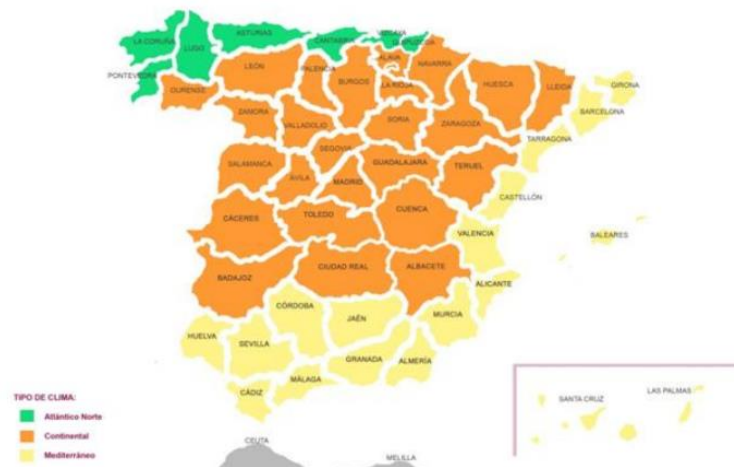 LA CORUÑA
LUGO
ASTURIAS
CANTABRIA
VIZCAYA
GUIPUZCOA
PONTEVEDRA
OURENSE
LEÓN
PALENCIA
BURGOS
ALAVA
NAVARRA
LA RIOJA
HUESCA
LLEIDA
GIRONA
BARCELONA
ZAMORA
VALLADOLID
SORIA
ZARAGOZA
TARRAGONA
SEGOVIA
SALAMANCA
ÁVILA
MADRID
GUADALAJARA
TERUEL
CASTELLÓN
CÁCERES
TOLEDO
CUENCA
VALENCIA
BALEARES
BADAJOZ
CIUDAD REAL
ALBACETE
ALICANTE
CÓRDOBA
JAÉN
MURCIA
HUELVA
SEVILLA
GRANADA
ALMERÍA
MÁLAGA
CÁDIZ
SANTA CRUZ
LAS PALMAS
TIPO DE CLIMA:
Atlántico Norte
Continental
Mediterráneo
CEUTA
MELILLA